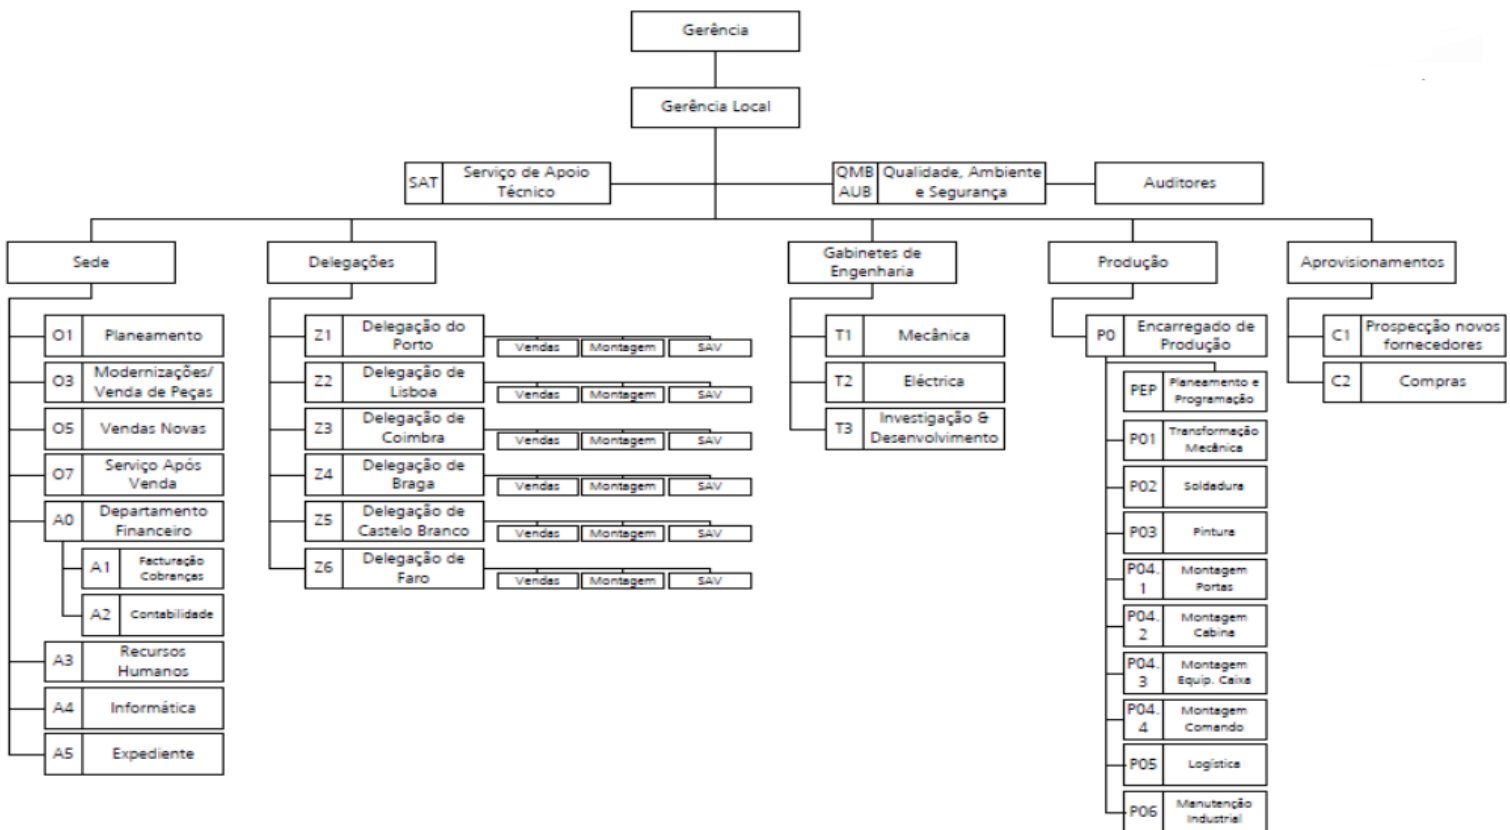 Gerência
Gerência Local
SAT
Serviço de Apoio
Técnico
QMB
AUB
Qualidade, Ambiente
e Segurança
Auditores
Sede
O1
Planeamento
O3
Modernizações/
Venda de Peças
O5
Vendas Novas
O7
Serviço Após
Venda
A0
Departamento
Financeiro
A1
Facturação
Cobranças
A2
Contabilidade
A3
Recursos
Humanos
A4
Informática
A5
Expediente
Delegações
Z1
Delegação do
Porto
Vendas
Montagem
SAV
Z2
Delegação de
Lisboa
Vendas
Montagem
SAV
Z3
Delegação de
Coimbra
Vendas
Montagem
SAV
Z4
Delegação de
Braga
Vendas
Montagem
SAV
Z5
Delegação de
Castelo Branco
Vendas
Montagem
SAV
Z6
Delegação de
Faro
Vendas
Montagem
SAV
Gabinetes de
Engenharia
T1
Mecânica
T2
Eléctrica
T3
Investigação &
Desenvolvimento
Produção
P0
Encarregado de
Produção
PEP
Planeamento e
Programação
P01
Transformação
Mecânica
P02
Soldadura
P03
Pintura
P04.
1
Montagem
Portas
P04.
2
Montagem
Cabina
P04.
3
Montagem
Equip. Caixa
P04.
4
Montagem
Comando
P05
Logística
P06
Manutenção
Industrial
Aprovisionamentos
C1
Prospecção novos
fornecedores
C2
Compras